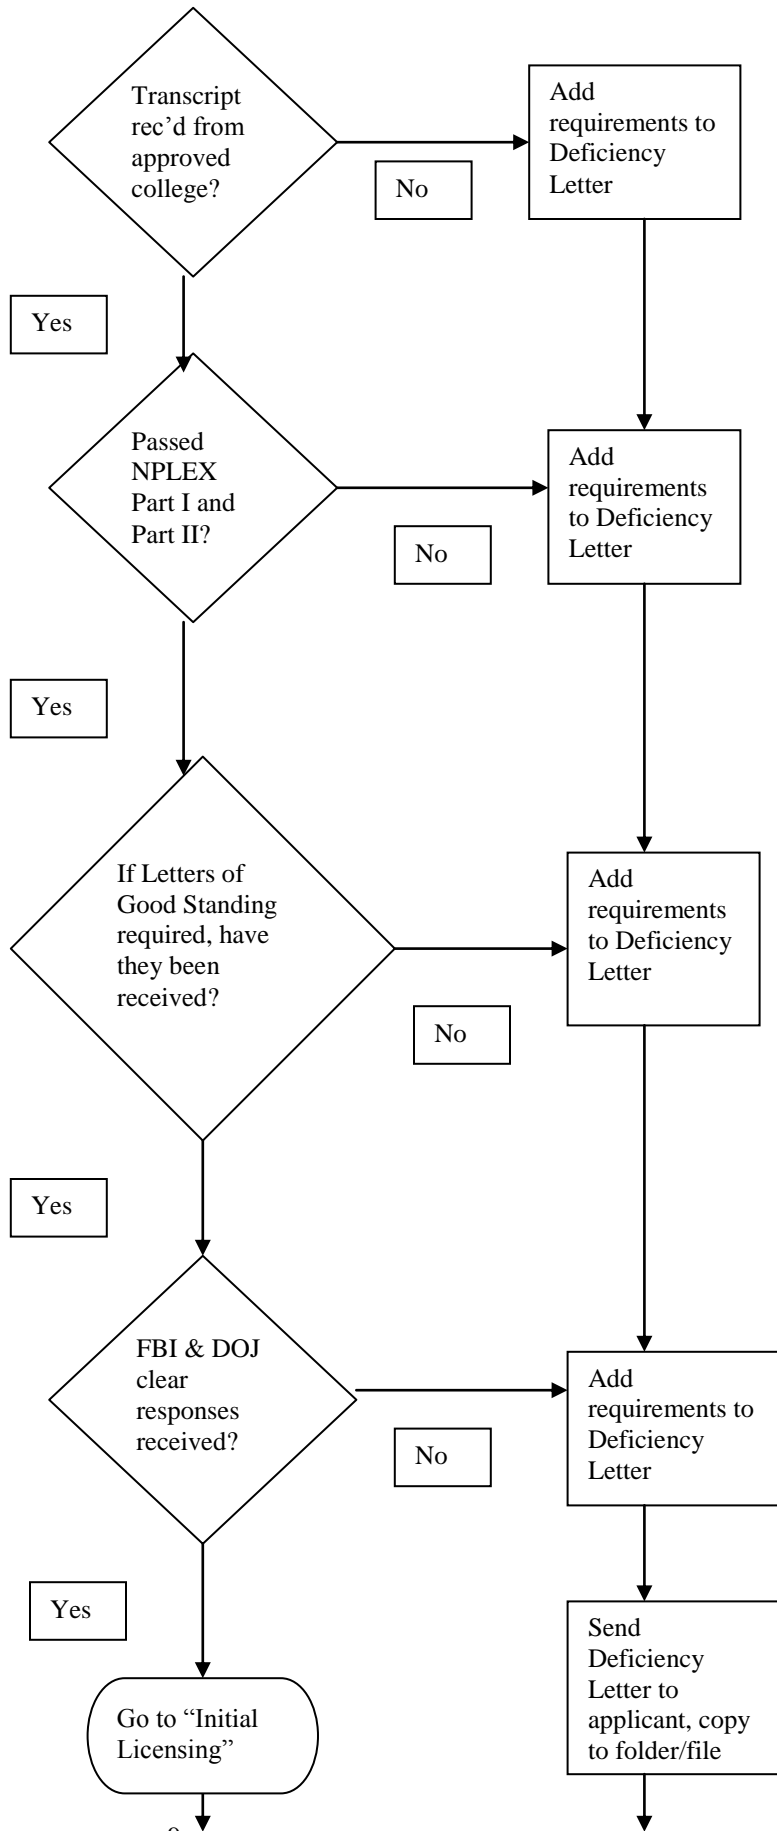 Transcript
rec’d from
approved
college?
No
Add
requirements to
Deficiency
Letter
Yes
Passed
NPLEX
Part I and
Part II?
No
Add
requirements
to Deficiency
Letter
Yes
If Letters of
Good Standing
required, have
they been
received?
No
Add
requirements
to Deficiency
Letter
Yes
FBI & DOJ
clear
responses
received?
No
Add
requirements to
Deficiency
Letter
Yes
Go to “Initial
Licensing”
Send
Deficiency
Letter to
applicant, copy
to folder/file